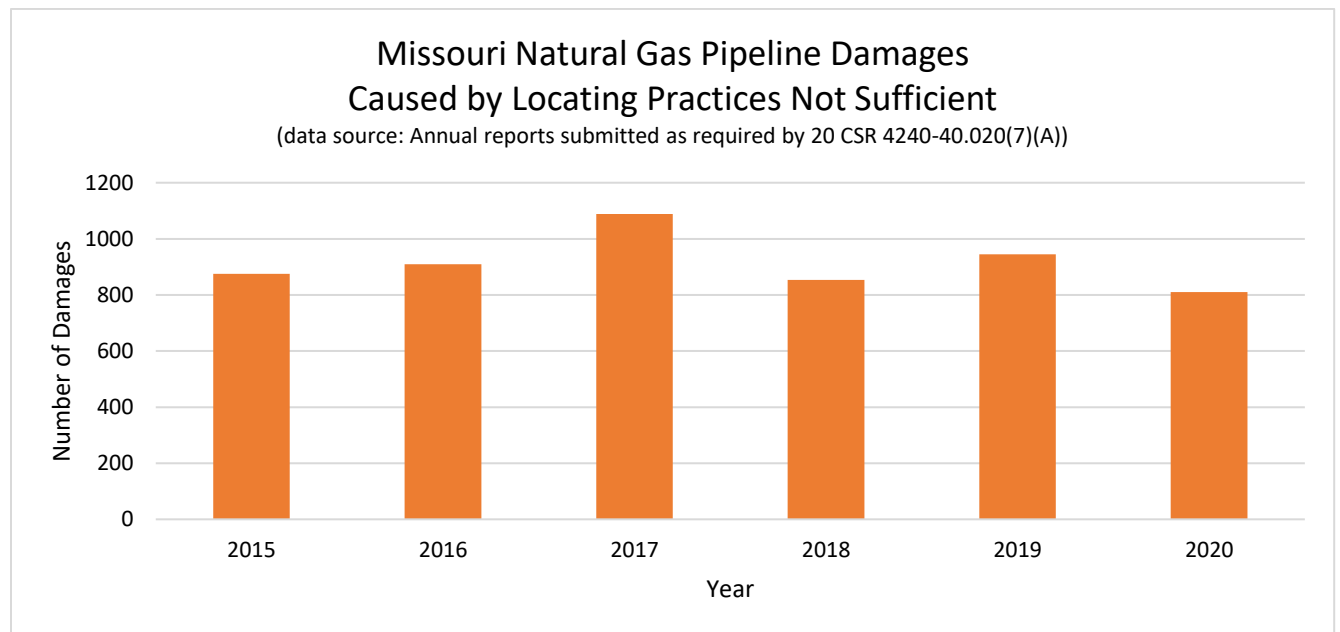 Missouri Natural Gas Pipeline Damages
Caused by Locating Practices Not Sufficient
(data source: Annual reports submitted as required by 20 CSR 4240-40.020(7)(A))
Number of Damages
1200
1000
800
600
400
200
0
2015 2016 2017 2018 2019 2020
Year